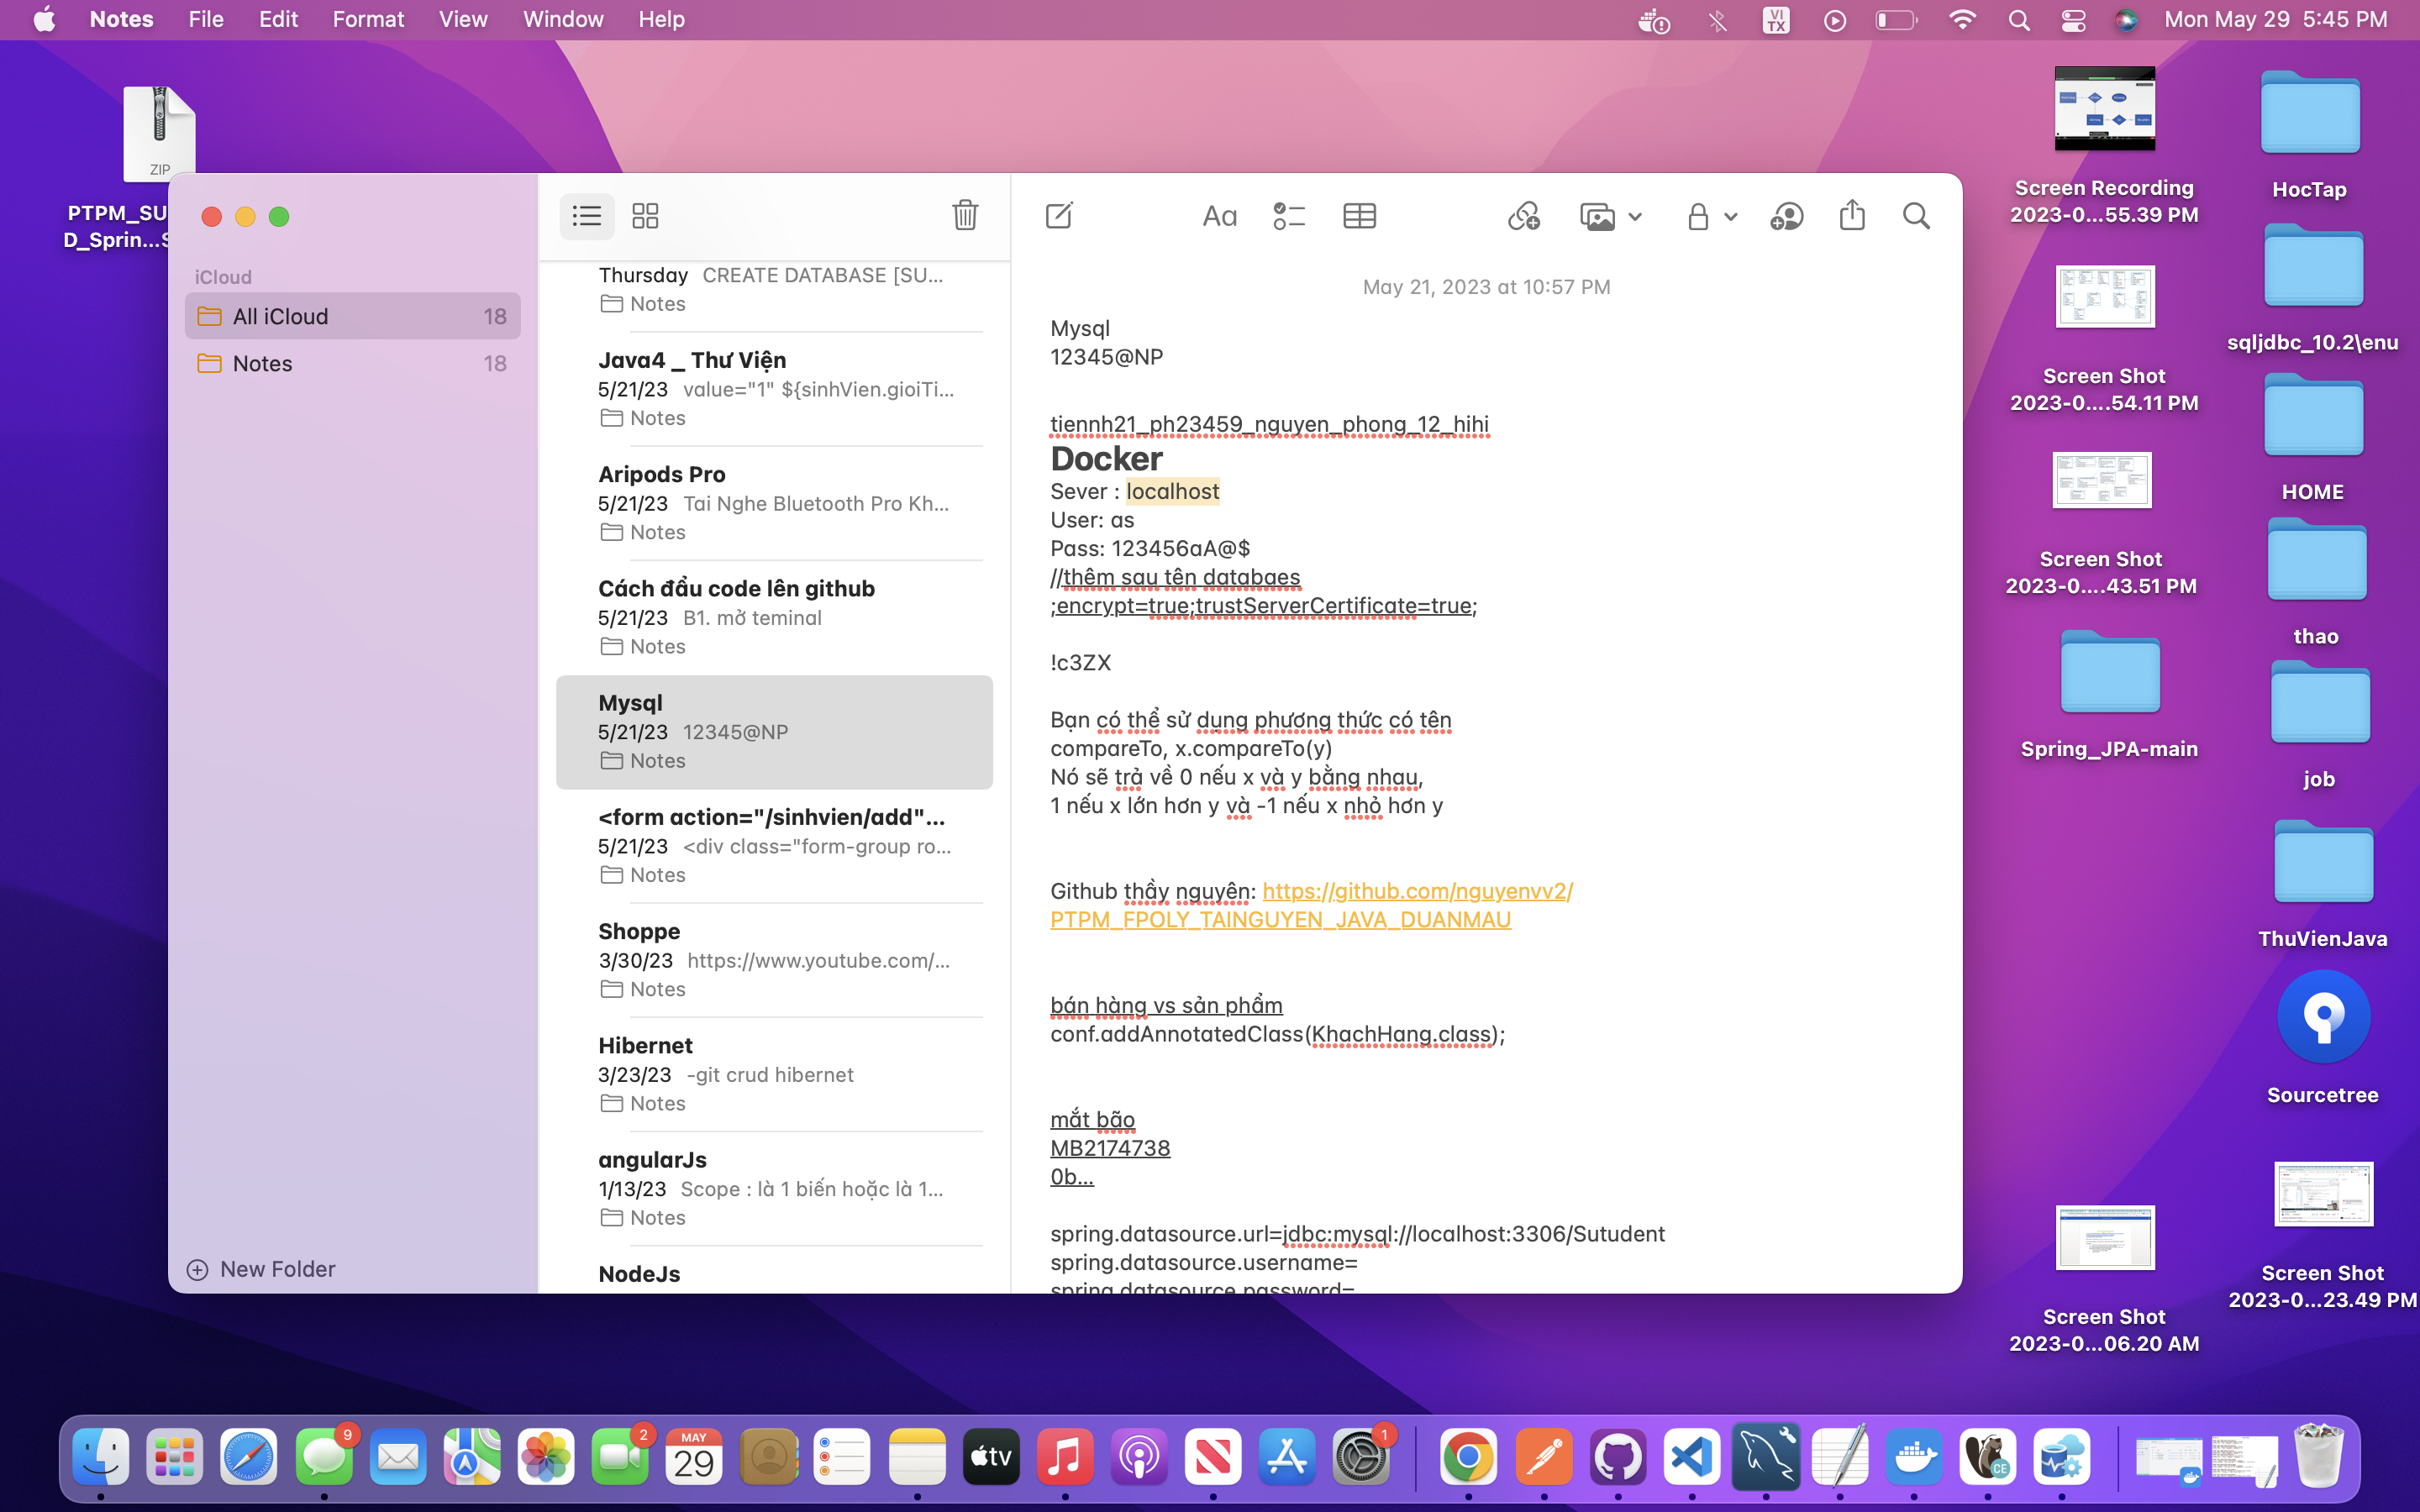 Notes File Edit Format View Window Help
VI
TX
Mon May 29 5:45 PM
ZIP
PTPM_SU
D_Sprin...S
iCloud
All iCloud 18
Notes 18
New Folder
Thursday CREATE DATABASE [SU...
Notes
Java4 _ Thư Viện
5/21/23 value="1" ${sinhVien.gioiTi...
Notes
Aripods Pro
5/21/23 Tai Nghe Bluetooth Pro Kh...
Notes
Cách đẩu code lên github
5/21/23 B1. mở teminal
Notes
Mysql
5/21/23 12345@NP
Notes
<form action="/sinhvien/add"...
5/21/23 <div class="form-group ro...
Notes
Shoppe
3/30/23 https://www.youtube.com/...
Notes
Hibernet
3/23/23 -git crud hibernet
Notes
angularJs
1/13/23 Scope : là 1 biến hoặc là 1...
Notes
NodeJs
Aa
May 21, 2023 at 10:57 PM
Mysql
12345@NP
tiennh21_ph23459_nguyen_phong_12_hihi
Docker
Sever : localhost
User: as
Pass: 123456aA@$
//thêm sau tên databaes
;encrypt=true;trustServerCertificate=true;
!c3ZX
Bạn có thể sử dụng phương thức có tên
compareTo, x.compareTo(y)
Nó sẽ trả về 0 nếu x và y bằng nhau,
1 nếu x lớn hơn y và -1 nếu x nhỏ hơn y
Github thầy nguyên: https://github.com/nguyenvv2/
PTPM_FPOLY_TAINGUYEN_JAVA_DUANMAU
bán hàng vs sản phẩm
conf.addAnnotatedClass(KhachHang.class);
mắt bão
MB2174738
0b...
spring.datasource.url=jdbc:mysql://localhost:3306/Sutudent
spring.datasource.username=
spring.datasource.password=
Screen Recording
2023-0...55.39 PM
Screen Shot
2023-0....54.11 PM
Screen Shot
2023-0....43.51 PM
Spring_JPA-main
Screen Shot
2023-0...06.20 AM
HocTap
sqljdbc_10.2\enu
HOME
thao
job
ThuVienJava
Sourcetree
Screen Shot
2023-0...23.49 PM
9
2
MAY
29
tv
1
CE